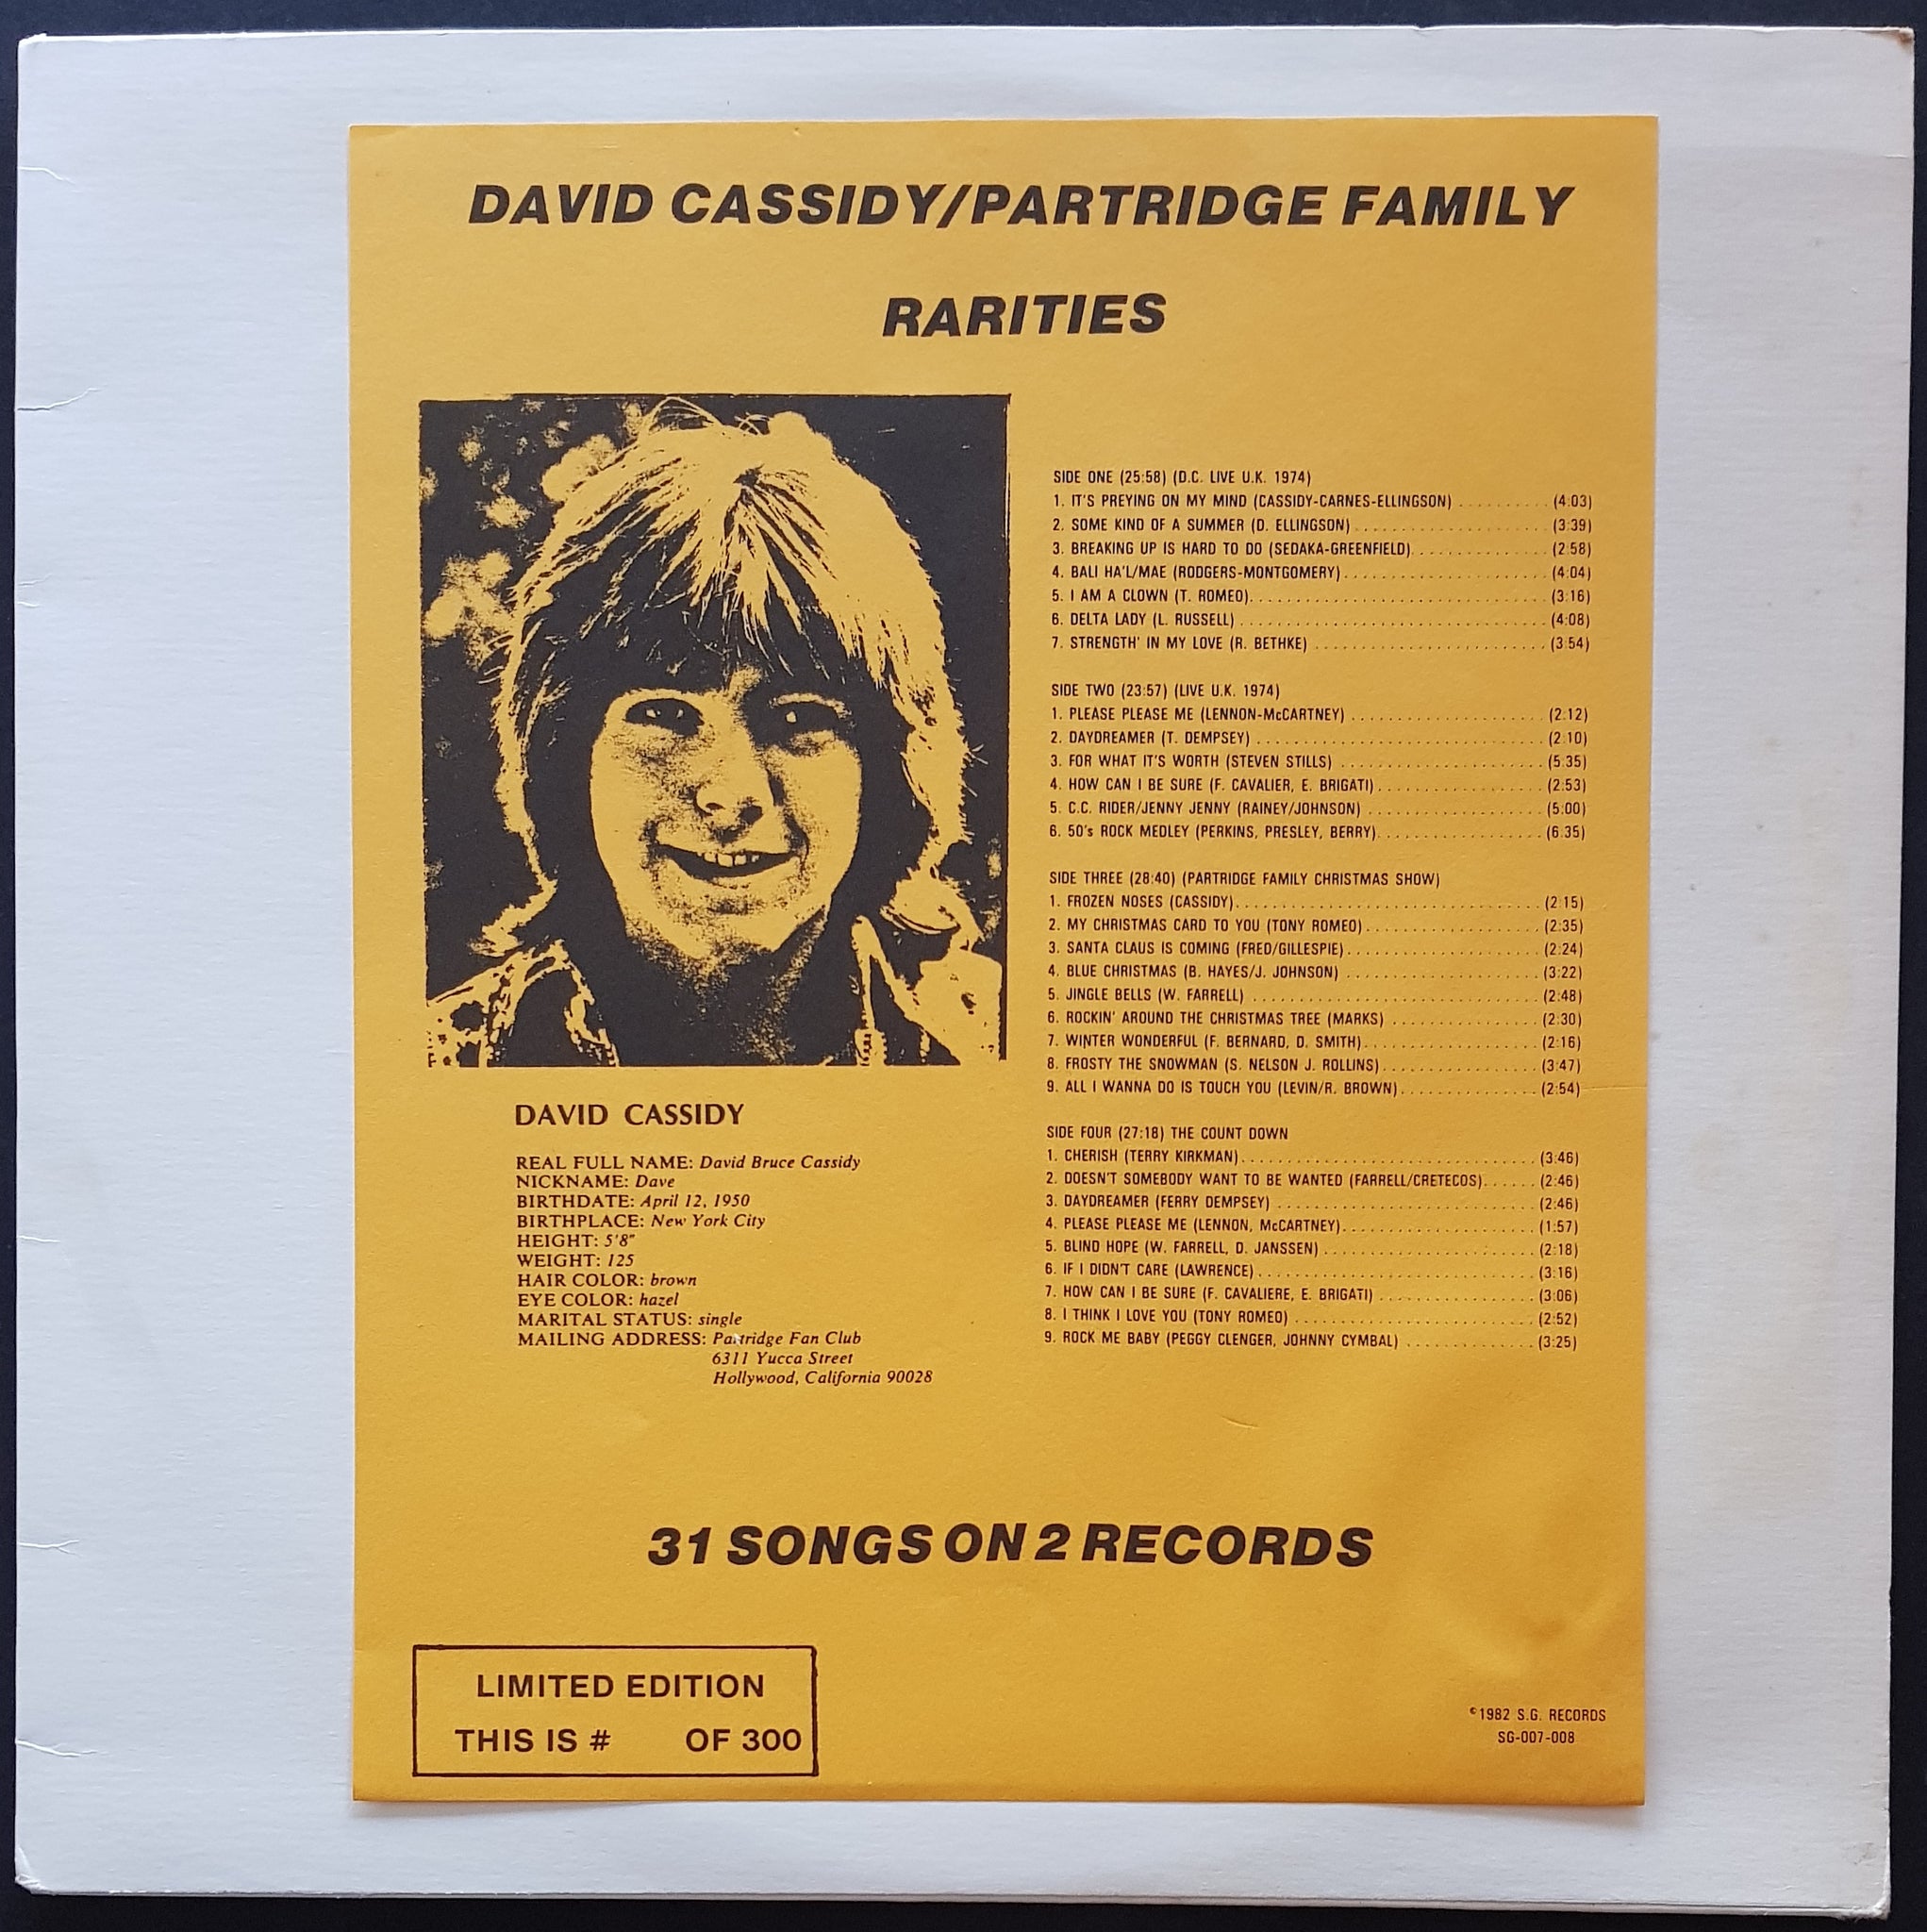 DAVID CASSIDY/PARTRIDGE FAMILY
RARITIES
SIDE ONE (25:58) (D.C. LIVE U.K. 1974)
1. IT'S PREYING ON MY MIND (CASSIDY-CARNES-ELLINGSON) .......... (4:03)
2. SOME KIND OF A SUMMER (D. ELLINGSON) .......... (3:39)
3. BREAKING UP IS HARD TO DO (SEDAKA-GREENFIELD) .......... (2:58)
4. BALI HA'L/MAE (RODGERS-MONTGOMERY) .......... (4:04)
5. I AM A CLOWN (T. ROMEO) .......... (3:16)
6. DELTA LADY (L. RUSSELL) .......... (4:08)
7. STRENGTH' IN MY LOVE (R. BETHKE) .......... (3:54)
SIDE TWO (23:57) (LIVE U.K. 1974)
1. PLEASE PLEASE ME (LENNON-McCARTNEY) .......... (2:12)
2. DAYDREAMER (T. DEMPSEY) .......... (2:10)
3. FOR WHAT IT'S WORTH (STEVEN STILLS) .......... (5:35)
4. HOW CAN I BE SURE (F. CAVALIER, E. BRIGATI) .......... (2:53)
5. C.C. RIDER/JENNY JENNY (RAINEY/JOHNSON) .......... (5:00)
6. 50's ROCK MEDLEY (PERKINS, PRESLEY, BERRY) .......... (6:35)
SIDE THREE (28:40) (PARTRIDGE FAMILY CHRISTMAS SHOW)
1. FROZEN NOSES (CASSIDY) .......... (2:15)
2. MY CHRISTMAS CARD TO YOU (TONY ROMEO) .......... (2:35)
3. SANTA CLAUS IS COMING (FRED/GILLESPIE) .......... (2:24)
4. BLUE CHRISTMAS (B. HAYES/J. JOHNSON) .......... (3:22)
5. JINGLE BELLS (W. FARRELL) .......... (2:48)
6. ROCKIN' AROUND THE CHRISTMAS TREE (MARKS) .......... (2:30)
7. WINTER WONDERFUL (F. BERNARD, D. SMITH) .......... (2:16)
8. FROSTY THE SNOWMAN (S. NELSON J. ROLLINS) .......... (3:47)
9. ALL I WANNA DO IS TOUCH YOU (LEVIN/R. BROWN) .......... (2:54)
SIDE FOUR (27:18) THE COUNT DOWN
1. CHERISH (TERRY KIRKMAN) .......... (3:46)
2. DOESN'T SOMEBODY WANT TO BE WANTED (FARRELL/CRETECOS) ...... (2:46)
3. DAYDREAMER (FERRY DEMPSEY) .......... (2:46)
4. PLEASE PLEASE ME (LENNON, McCARTNEY) .......... (1:57)
5. BLIND HOPE (W. FARRELL, D. JANSSEN) .......... (2:18)
6. IF I DIDN'T CARE (LAWRENCE) .......... (3:16)
7. HOW CAN I BE SURE (F. CAVALIERE, E. BRIGATI) .......... (3:06)
8. I THINK I LOVE YOU (TONY ROMEO) .......... (2:52)
9. ROCK ME BABY (PEGGY CLENGER, JOHNNY CYMBAL) .......... (3:25)
DAVID CASSIDY
REAL FULL NAME: David Bruce Cassidy
NICKNAME: Dave
BIRTHDATE: April 12, 1950
BIRTHPLACE: New York City
HEIGHT: 5'8"
WEIGHT: 125
HAIR COLOR: brown
EYE COLOR: hazel
MARITAL STATUS: single
MAILING ADDRESS: Partridge Fan Club
6311 Yucca Street
Hollywood, California 90028
31 SONGS ON 2 RECORDS
LIMITED EDITION
THIS IS # OF 300
©1982 S.G. RECORDS
SG-007-008